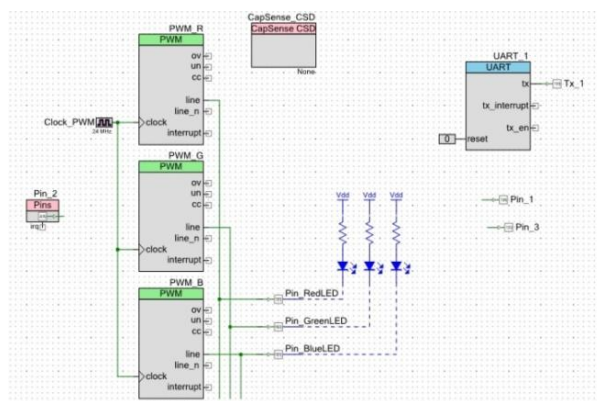 PWM_R
PWM
ov
un
cc
line
line_n
clock
interrupt
Clock_PWM
24 MHz
CapSense_CSD
CapSense CSD
None
UART_1
UART
tx
Tx_1
tx_interrupt
tx_en
0
reset
PWM_G
PWM
ov
un
cc
line
line_n
clock
interrupt
Pin_2
Pins
irq
Vdd
Vdd
Vdd
Pin_1
Pin_3
PWM_B
PWM
ov
un
cc
line
line_n
clock
interrupt
Pin_RedLED
Pin_GreenLED
Pin_BlueLED